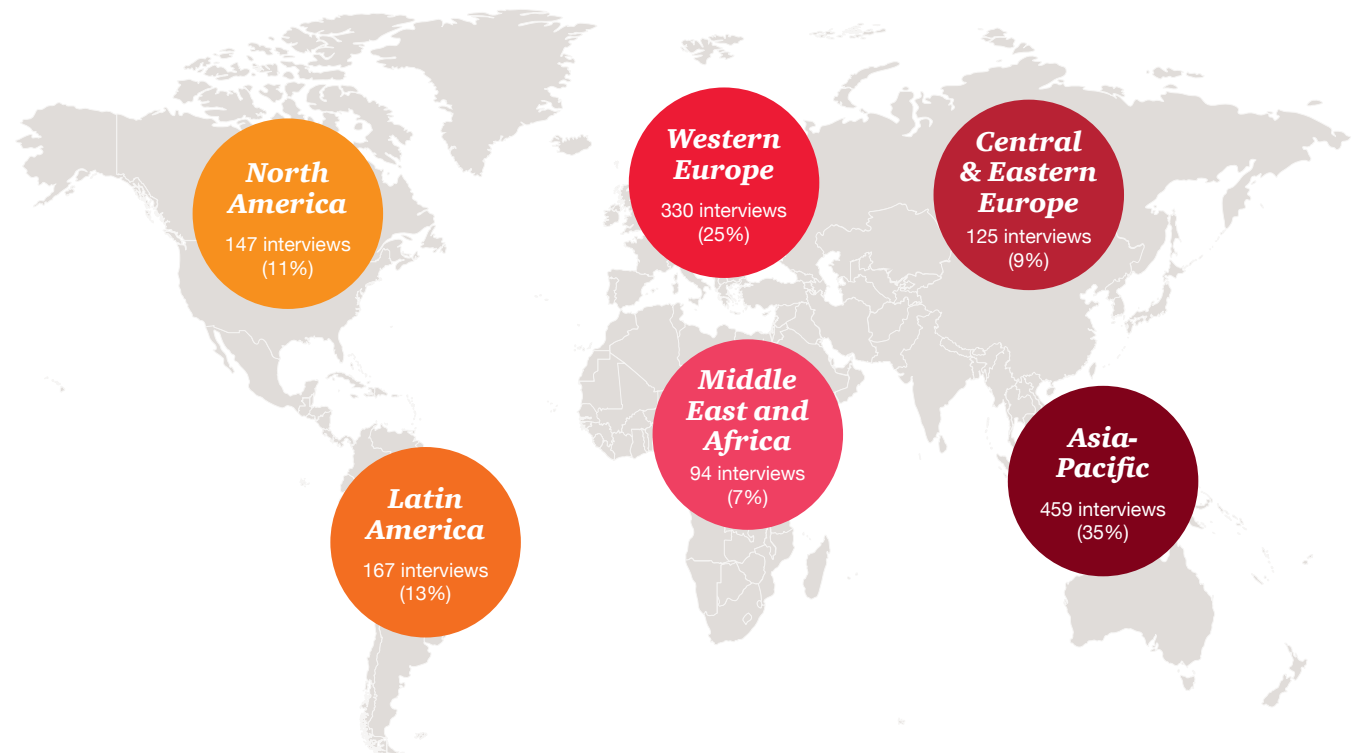 North
America
147 interviews
(11%)
Western
Europe
330 interviews
(25%)
Central
& Eastern
Europe
125 interviews
(9%)
Middle
East and
Africa
94 interviews
(7%)
Latin
America
167 interviews
(13%)
Asia-
Pacific
459 interviews
(35%)